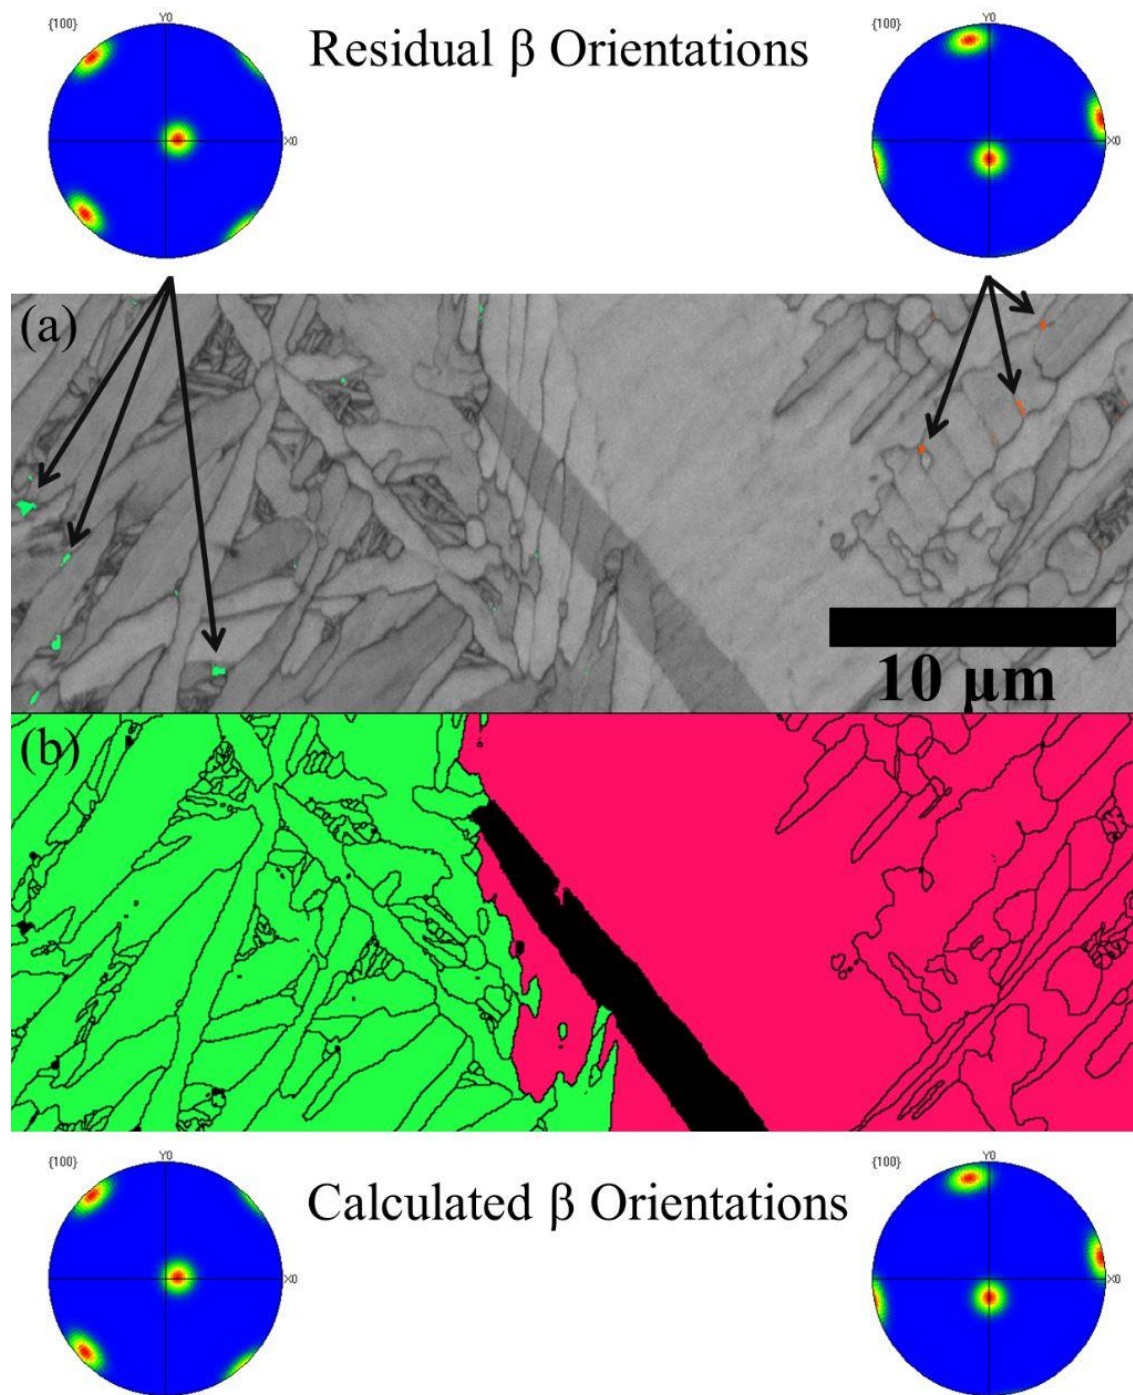 {100}
Y0
X0
Residual β Orientations
{100}
Y0
X0
(a)
10 μm
(b)
{100}
Y0
X0
Calculated β Orientations
{100}
Y0
X0